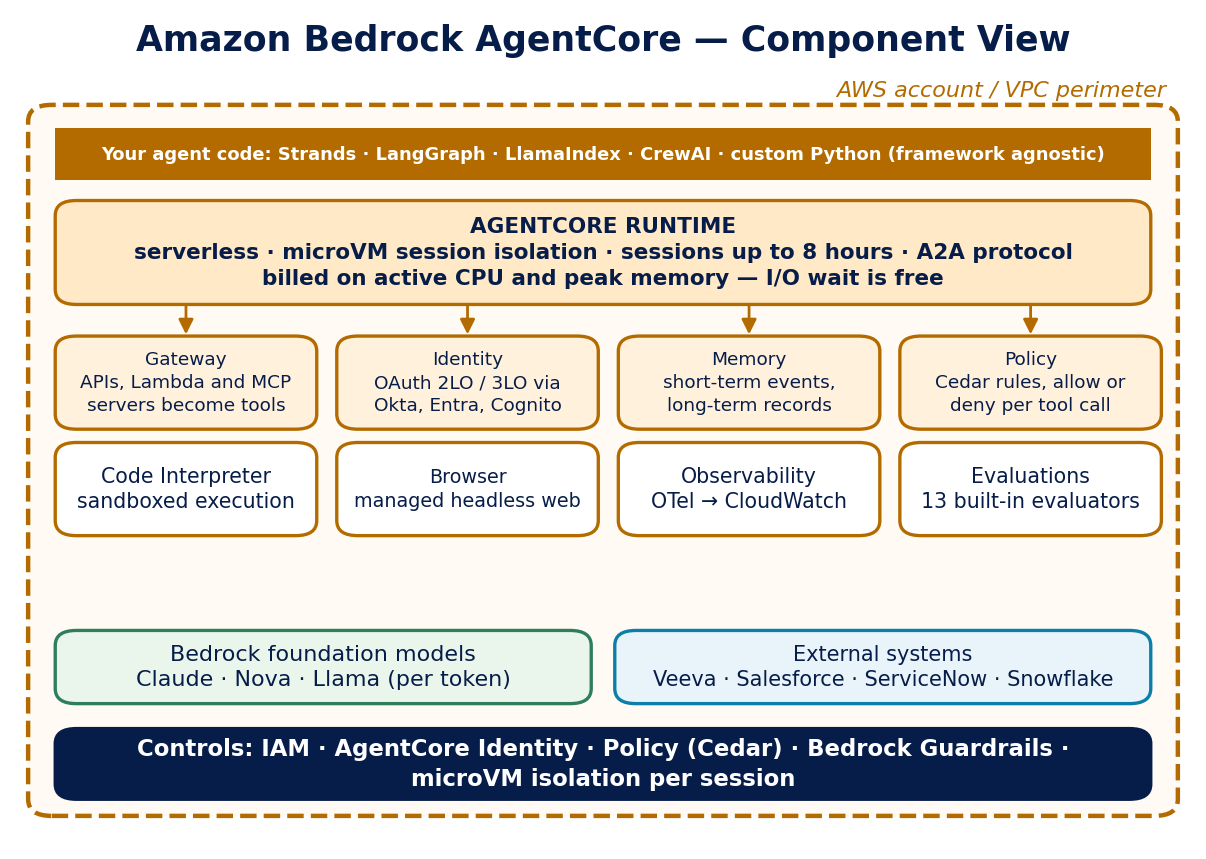 Amazon Bedrock AgentCore — Component View
AWS account / VPC perimeter
Your agent code: Strands · LangGraph · LlamaIndex · CrewAI · custom Python (framework agnostic)
AGENTCORE RUNTIME
serverless · microVM session isolation · sessions up to 8 hours · A2A protocol
billed on active CPU and peak memory — I/O wait is free
Gateway
APIs, Lambda and MCP
servers become tools
Identity
OAuth 2LO / 3LO via
Okta, Entra, Cognito
Memory
short-term events,
long-term records
Policy
Cedar rules, allow or
deny per tool call
Code Interpreter
sandboxed execution
Browser
managed headless web
Observability
OTel → CloudWatch
Evaluations
13 built-in evaluators
Bedrock foundation models
Claude · Nova · Llama (per token)
External systems
Veeva · Salesforce · ServiceNow · Snowflake
Controls: IAM · AgentCore Identity · Policy (Cedar) · Bedrock Guardrails ·
microVM isolation per session